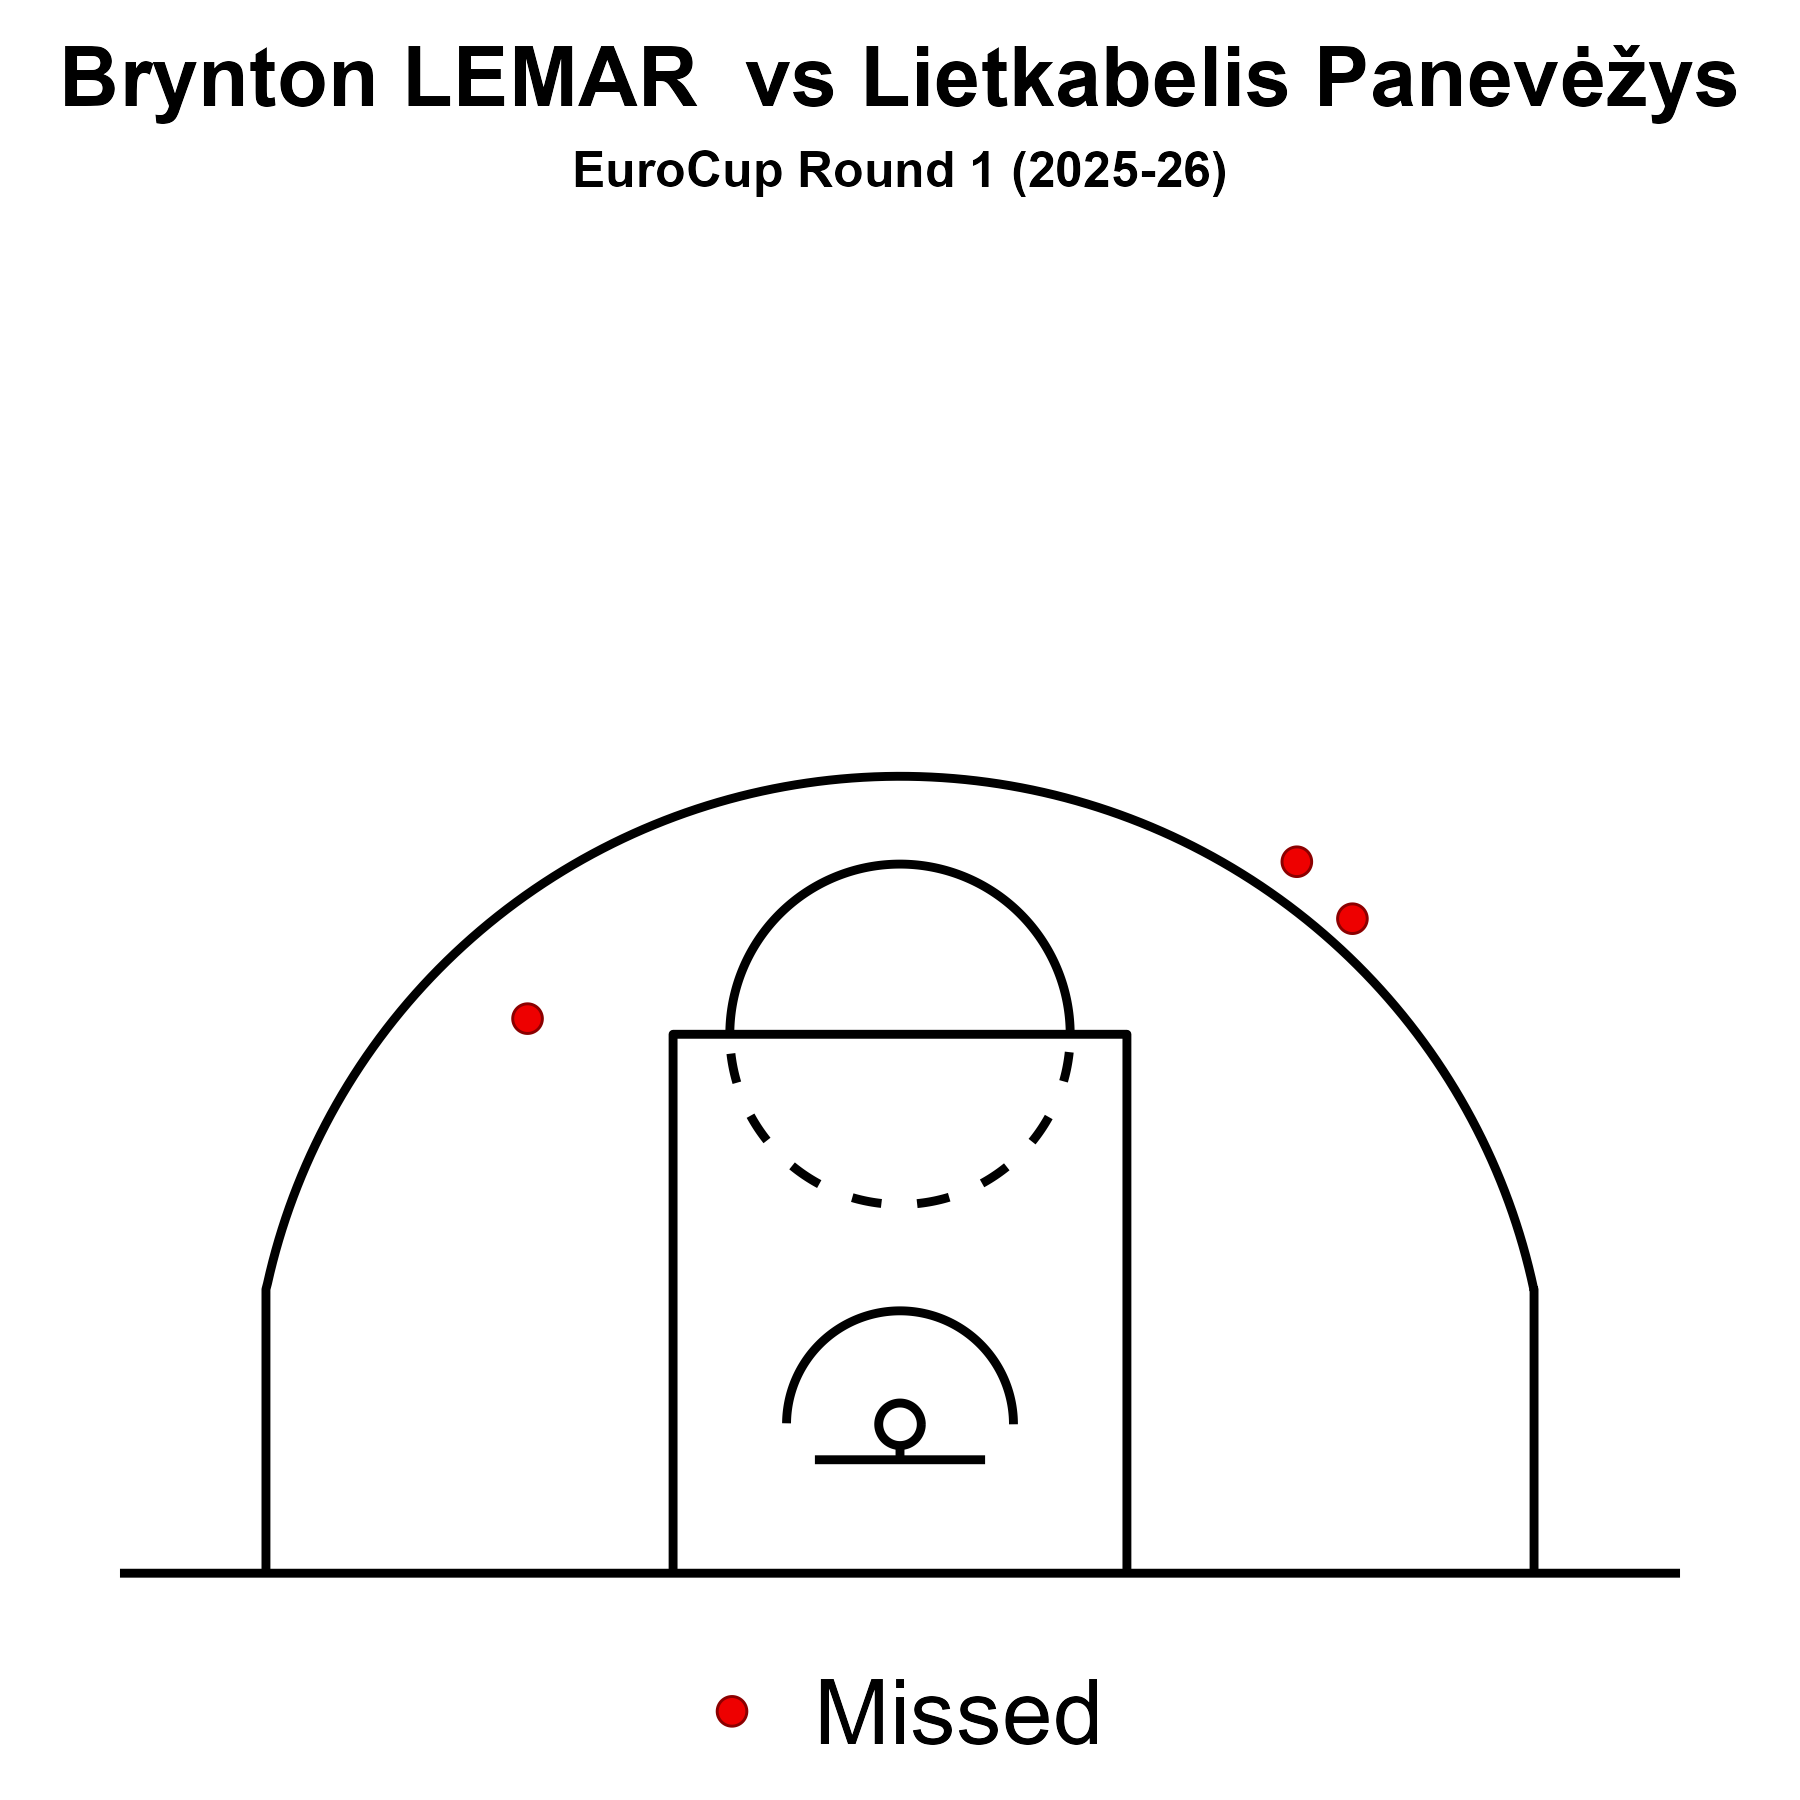 Brynton LEMAR  vs Lietkabelis Panevėžys
EuroCup Round 1 (2025-26)
Missed